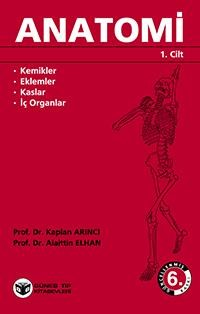 ANATOMİ
1. Cilt
• Kemikler
• Eklemler
• Kaslar
• İç Organlar
Prof. Dr. Kaplan ARINCI
Prof. Dr. Alaittin ELHAN
GÜNEŞ TIP
KİTABEVLERİ
GÜNCELLENMİŞ
6.